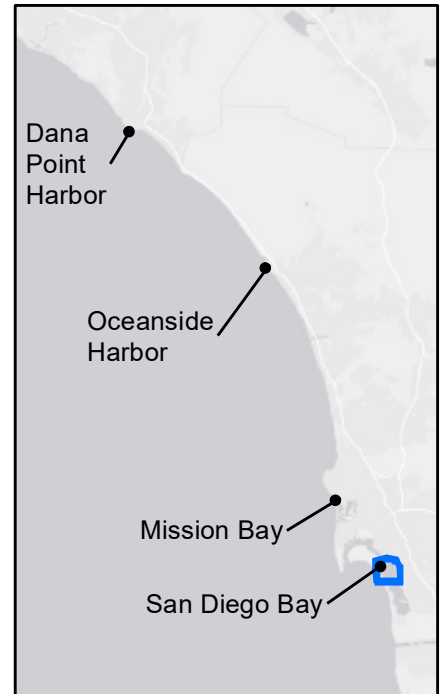 Dana
Point
Harbor
Oceanside
Harbor
Mission Bay
San Diego Bay